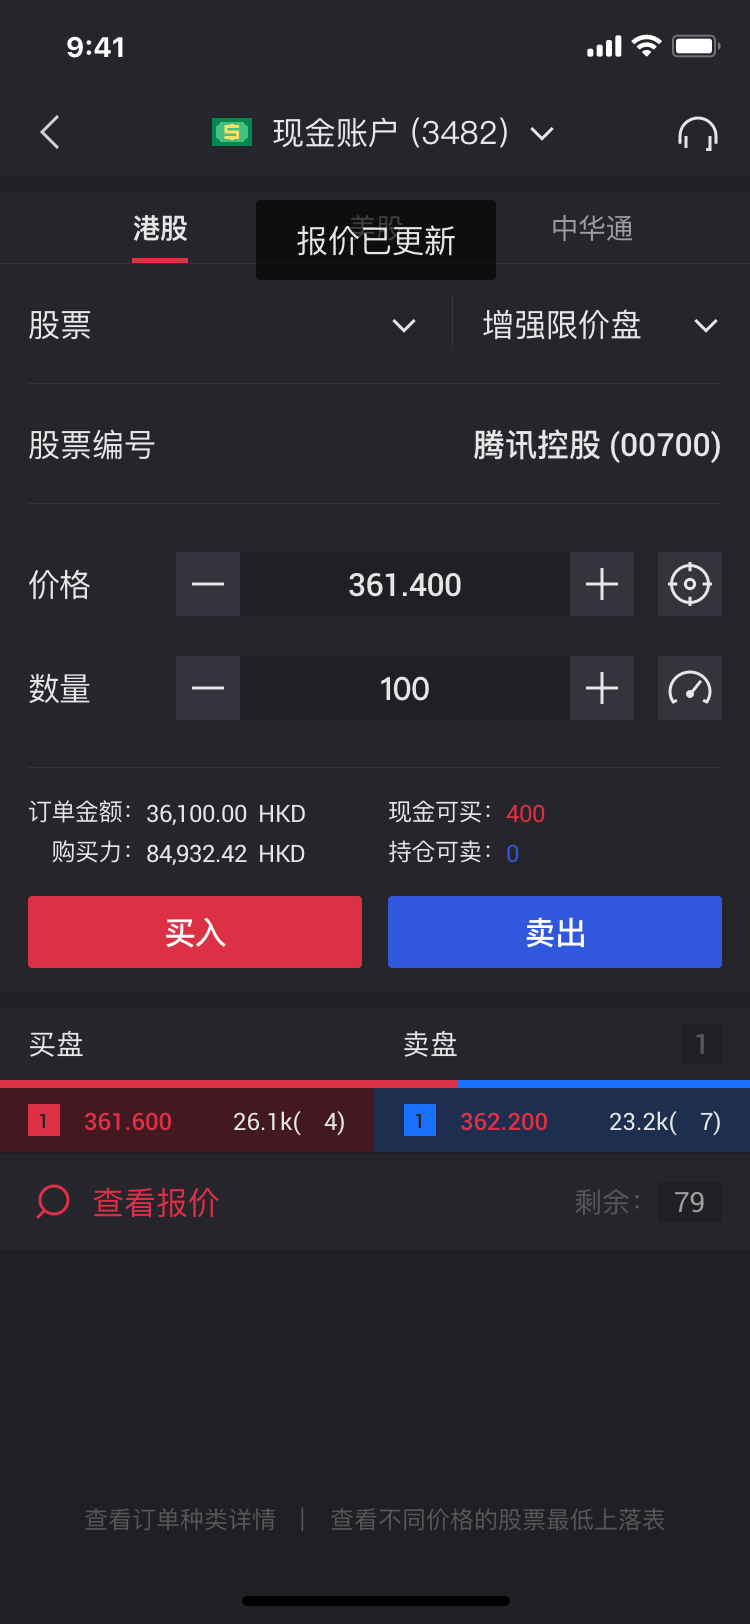 9:41
现金账户 (3482)
港股 美股 中华通
报价已更新
股票 增强限价盘
股票编号 腾讯控股 (00700)
价格 361.400
数量 100
订单金额： 36,100.00 HKD 现金可买： 400
购买力： 84,932.42 HKD 持仓可卖： 0
买入 卖出
买盘 卖盘 1
1 361.600 26.1k( 4) 1 362.200 23.2k( 7)
查看报价 剩余： 79
查看订单种类详情 | 查看不同价格的股票最低上落表